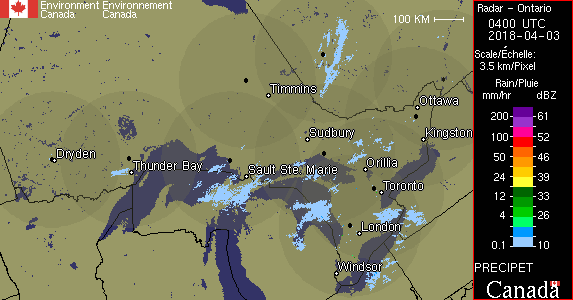 Environment Environnement
Canada Canada
100 KM
Timmins
Ottawa
Sudbury
Kingston
Dryden
Thunder Bay
Sault Ste. Marie
Orillia
Toronto
London
Windsor
Radar - Ontario
0400 UTC
2018-04-03
Scale/Échelle:
3.5 km/Pixel
Rain/Pluie
mm/hr dBZ
200 61
100 52
50 46
24 39
12 33
4 26
0.1 10
PRECIPET
Canada